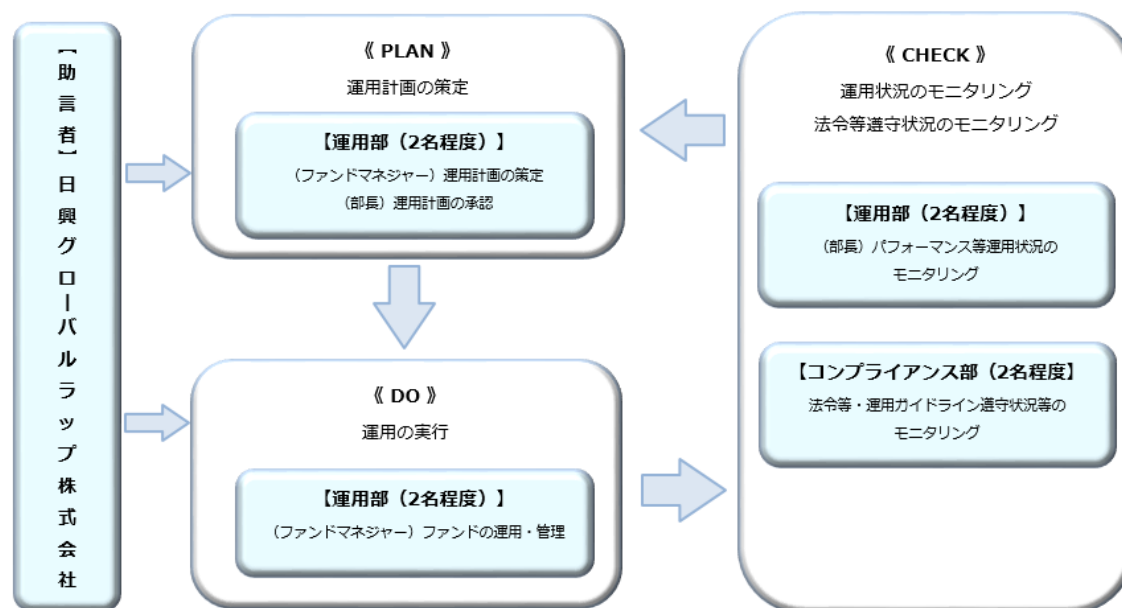 【助言者】日興グローバルラップ株式会社
《 PLAN 》
運用計画の策定
【運用部（2名程度）】
（ファンドマネジャー）運用計画の策定
（部長）運用計画の承認
《 DO 》
運用の実行
【運用部（2名程度）】
（ファンドマネジャー）ファンドの運用・管理
《 CHECK 》
運用状況のモニタリング
法令等遵守状況のモニタリング
【運用部（2名程度）】
（部長）パフォーマンス等運用状況の
モニタリング
【コンプライアンス部（2名程度】
法令等・運用ガイドライン遵守状況等の
モニタリング